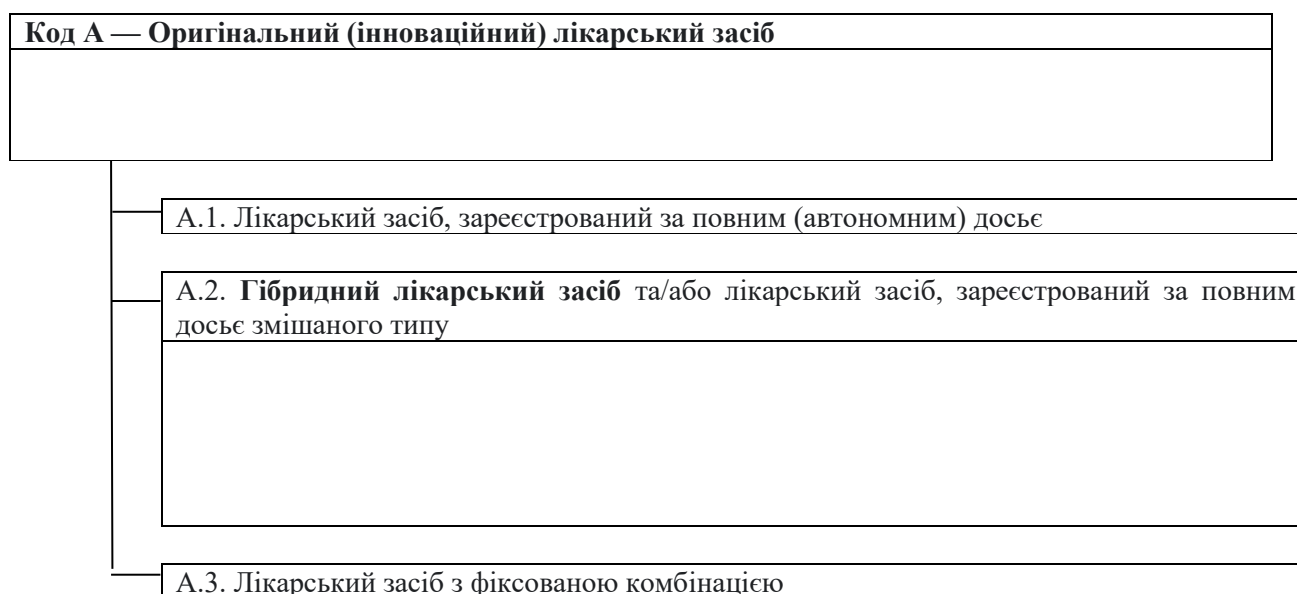 Код А — Оригінальний (інноваційний) лікарський засіб
А.1. Лікарський засіб, зареєстрований за повним (автономним) досьє
А.2. Гібридний лікарський засіб та/або лікарський засіб, зареєстрований за повним
досьє змішаного типу
А.3. Лікарський засіб з фіксованою комбінацією